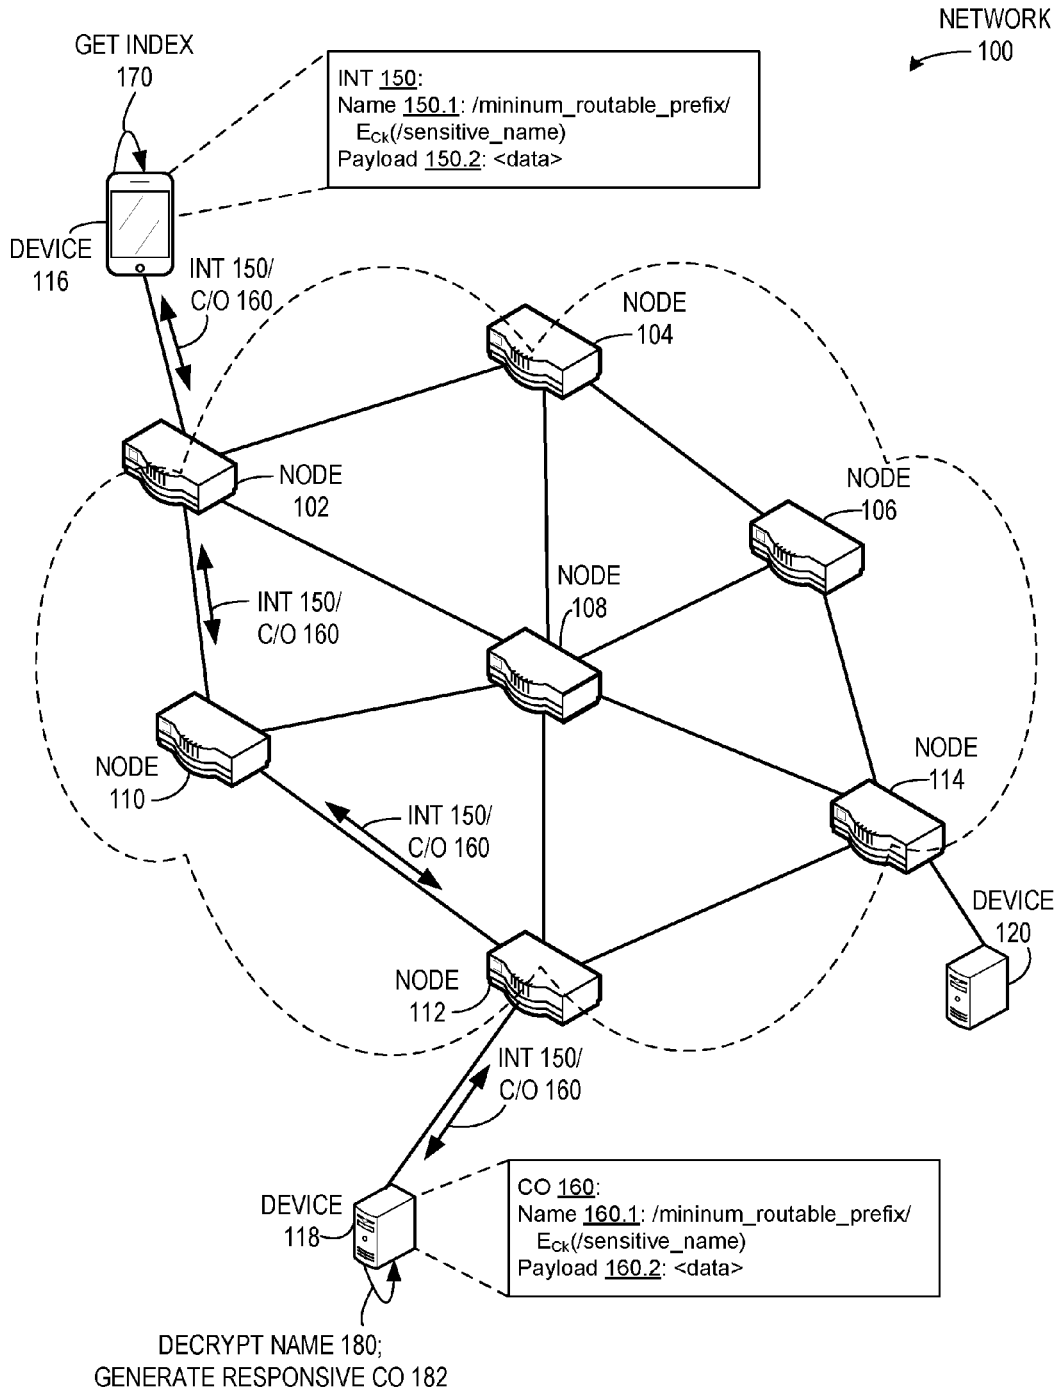 NETWORK
100
GET INDEX
170
INT 150:
Name 150.1: /mininum_routable_prefix/
ECk(/sensitive_name)
Payload 150.2: <data>
DEVICE
116
INT 150/
C/O 160
NODE
104
NODE
102
NODE
106
NODE
108
INT 150/
C/O 160
NODE
110
NODE
114
INT 150/
C/O 160
DEVICE
120
NODE
112
INT 150/
C/O 160
DEVICE
118
CO 160:
Name 160.1: /mininum_routable_prefix/
ECk(/sensitive_name)
Payload 160.2: <data>
DECRYPT NAME 180;
GENERATE RESPONSIVE CO 182